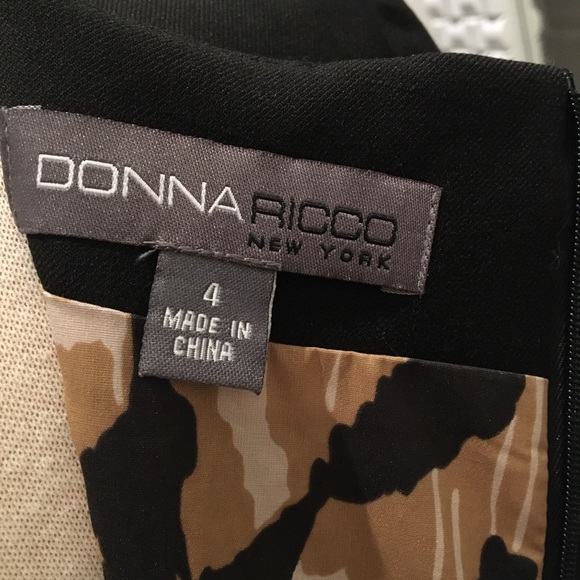 DONNA RICCO
NEW YORK
4
MADE IN
CHINA